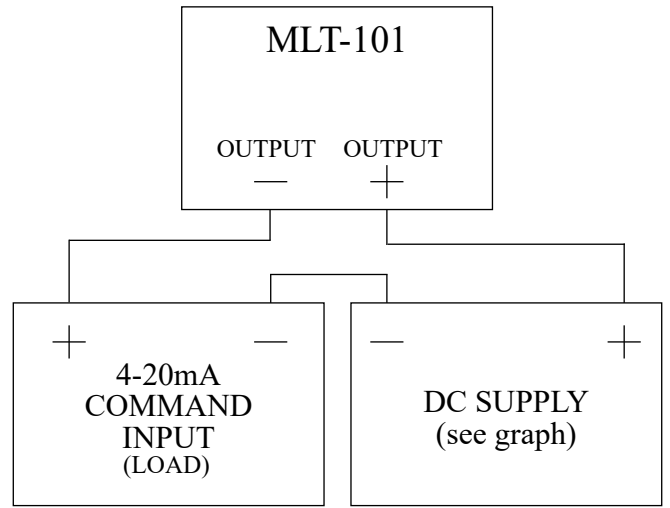 MLT-101
OUTPUT OUTPUT
— +
+ — — +
4-20mA
COMMAND
INPUT
(LOAD)
DC SUPPLY
(see graph)